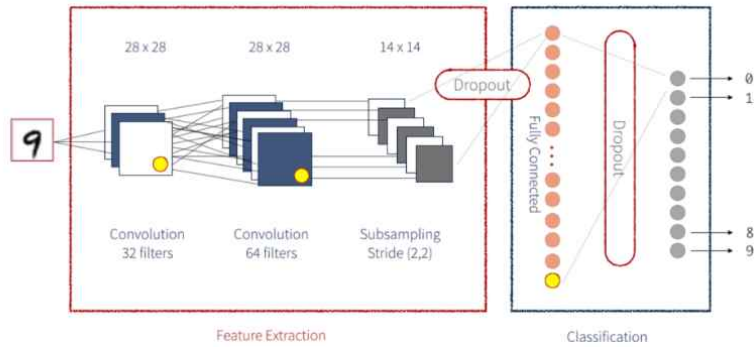 28 x 28
28 x 28
14 x 14
9
Convolution
32 filters
Convolution
64 filters
Subsampling
Stride (2,2)
Feature Extraction
Dropout
Fully Connected
Dropout
0
1
8
9
Classification